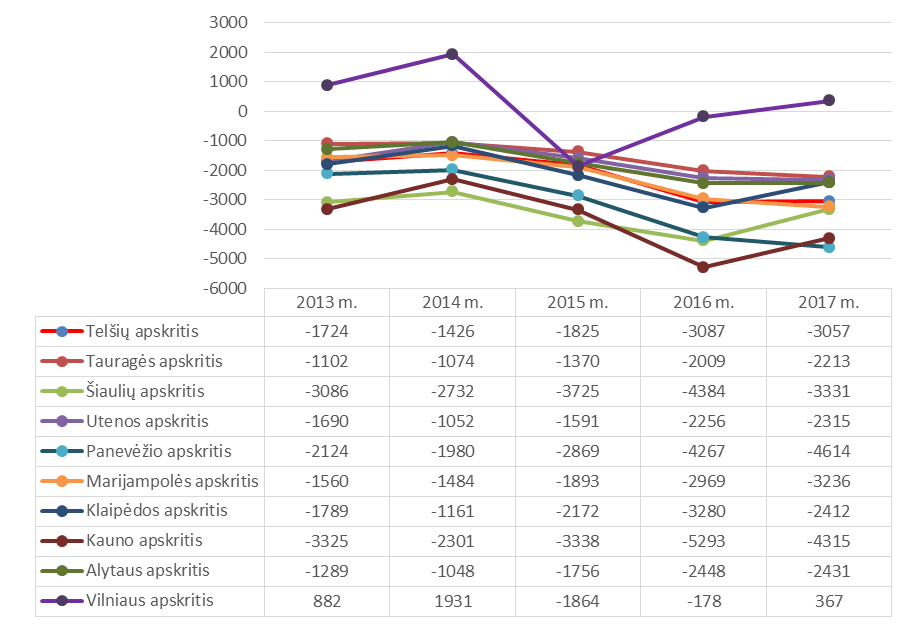 3000
2000
1000
0
-1000
-2000
-3000
-4000
-5000
-6000
2013 m. 2014 m. 2015 m. 2016 m. 2017 m.
Telšių apskritis -1724 -1426 -1825 -3087 -3057
Tauragės apskritis -1102 -1074 -1370 -2009 -2213
Šiaulių apskritis -3086 -2732 -3725 -4384 -3331
Utenos apskritis -1690 -1052 -1591 -2256 -2315
Panevėžio apskritis -2124 -1980 -2869 -4267 -4614
Marijampolės apskritis -1560 -1484 -1893 -2969 -3236
Klaipėdos apskritis -1789 -1161 -2172 -3280 -2412
Kauno apskritis -3325 -2301 -3338 -5293 -4315
Alytaus apskritis -1289 -1048 -1756 -2448 -2431
Vilniaus apskritis 882 1931 -1864 -178 367